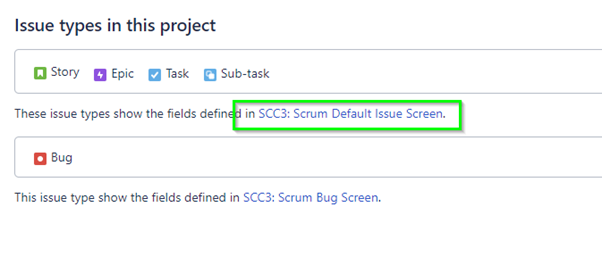 Issue types in this project
Story Epic Task Sub-task
These issue types show the fields defined in SCC3: Scrum Default Issue Screen.
Bug
This issue type show the fields defined in SCC3: Scrum Bug Screen.